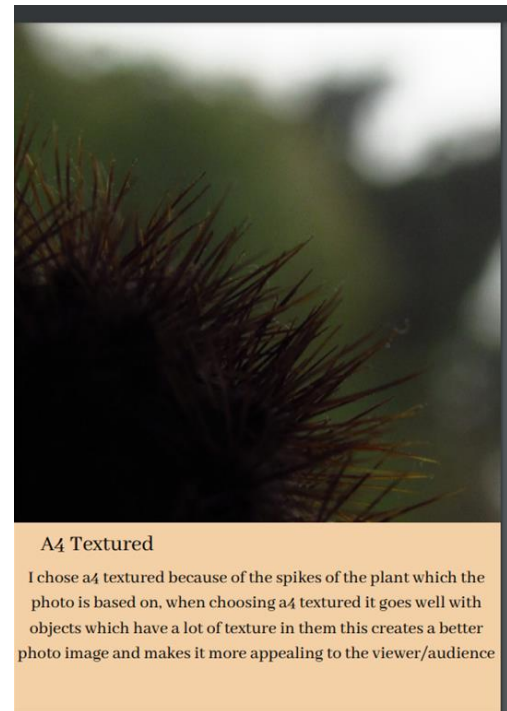 A4 Textured
I chose a4 textured because of the spikes of the plant which the
photo is based on, when choosing a4 textured it goes well with
objects which have a lot of texture in them this creates a better
photo image and makes it more appealing to the viewer/audience